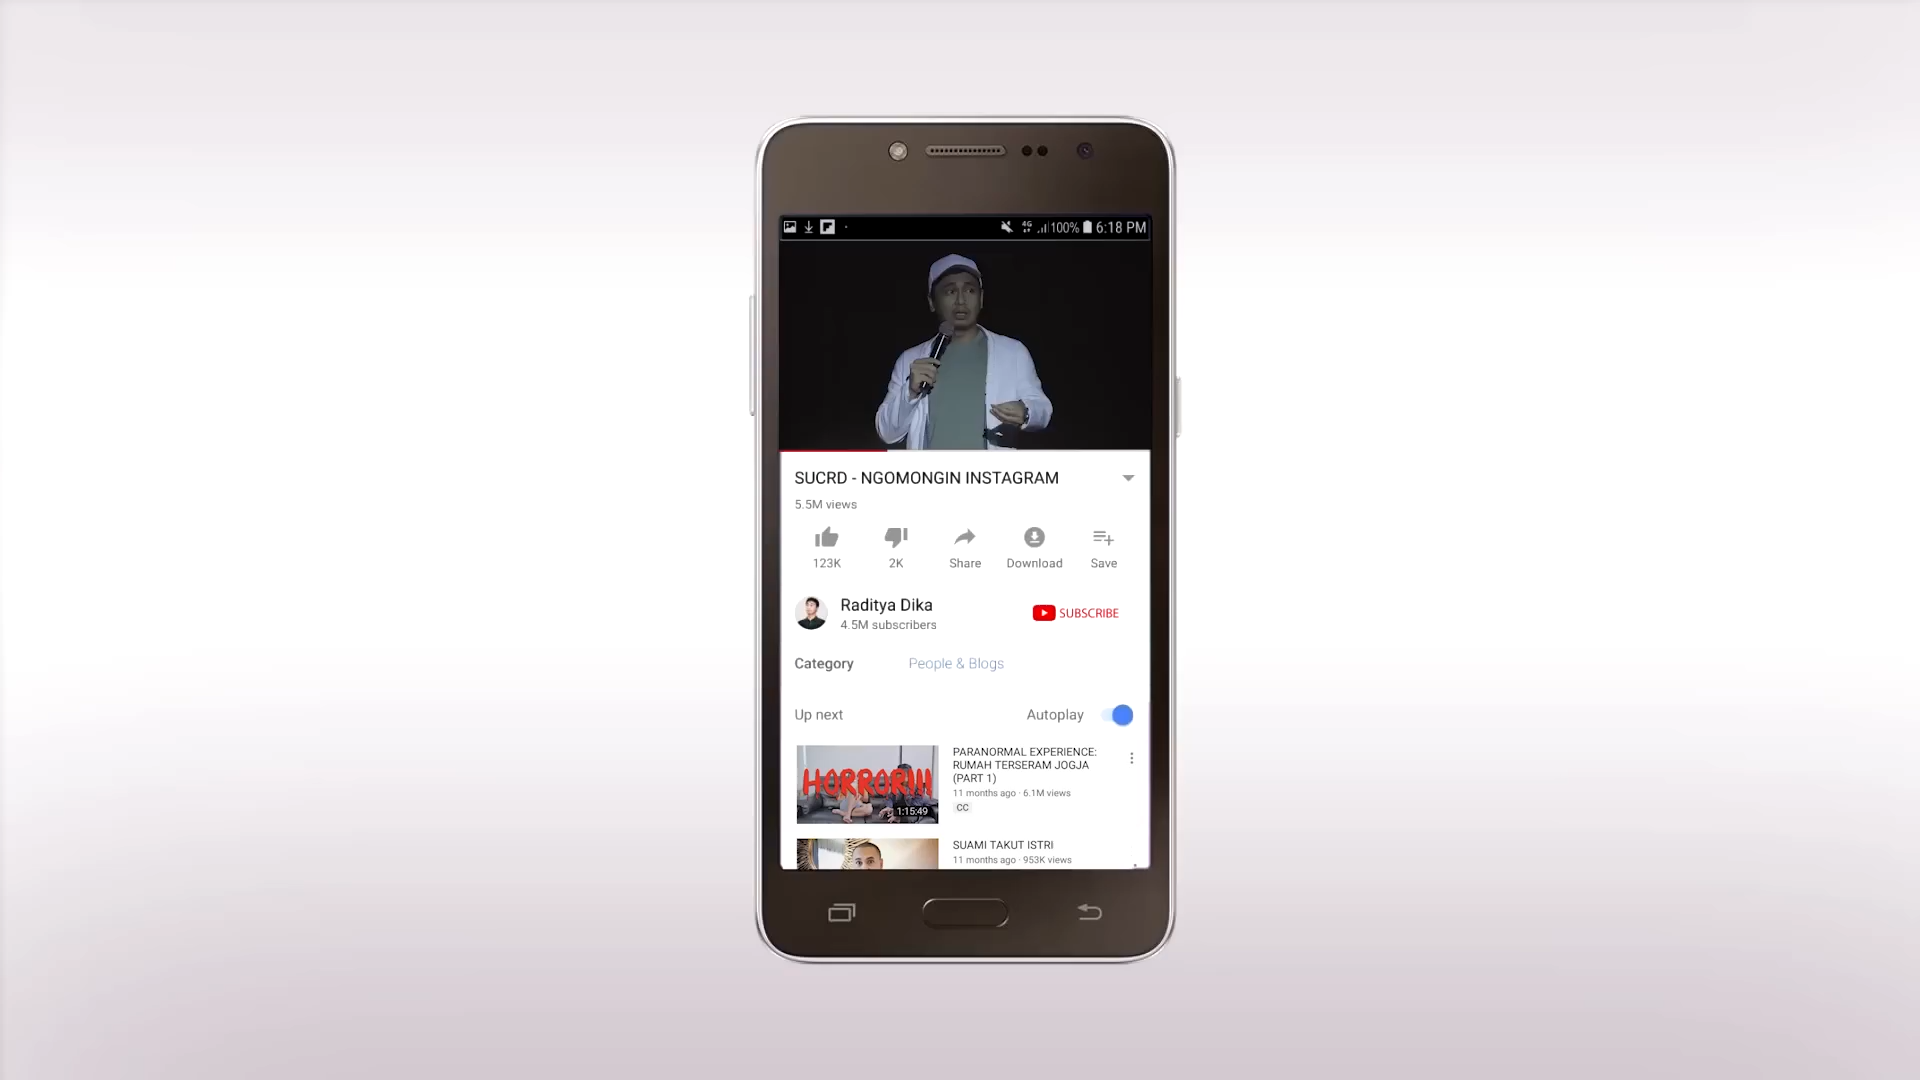 4G 100% 6:18 PM
SUCRD - NGOMONGIN INSTAGRAM
5.5M views
123K 2K Share Download Save
Raditya Dika
4.5M subscribers
SUBSCRIBE
Category People & Blogs
Up next Autoplay
HORROR!!!
1:15:49
PARANORMAL EXPERIENCE:
RUMAH TERSERAM JOGJA
(PART 1)
11 months ago · 6.1M views
CC
SUAMI TAKUT ISTRI
11 months ago · 953K views